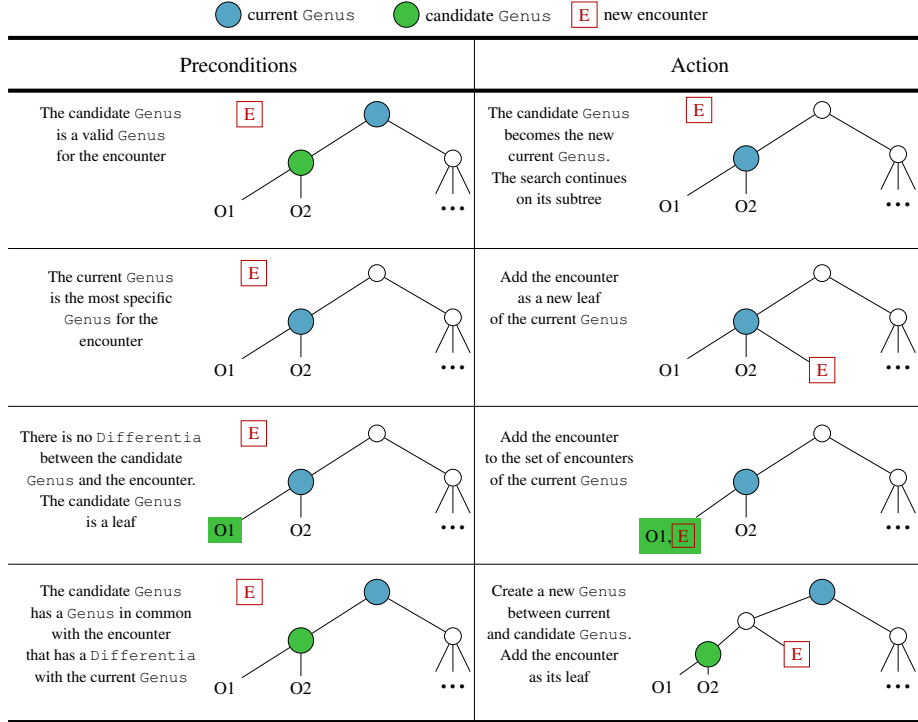 current Genus
candidate Genus
E new encounter
Preconditions
Action
The candidate Genus
is a valid Genus
for the encounter
E
O1
O2
•••
The candidate Genus
becomes the new
current Genus.
The search continues
on its subtree
E
O1
O2
•••
The current Genus
is the most specific
Genus for the
encounter
E
O1
O2
•••
Add the encounter
as a new leaf
of the current Genus
O1
O2
E
•••
There is no Differentia
between the candidate
Genus and the encounter.
The candidate Genus
is a leaf
E
O1
O2
•••
Add the encounter
to the set of encounters
of the current Genus
O1, E
O2
•••
The candidate Genus
has a Genus in common
with the encounter
that has a Differentia
with the current Genus
E
O1
O2
•••
Create a new Genus
between current
and candidate Genus.
Add the encounter
as its leaf
E
O1
O2
•••